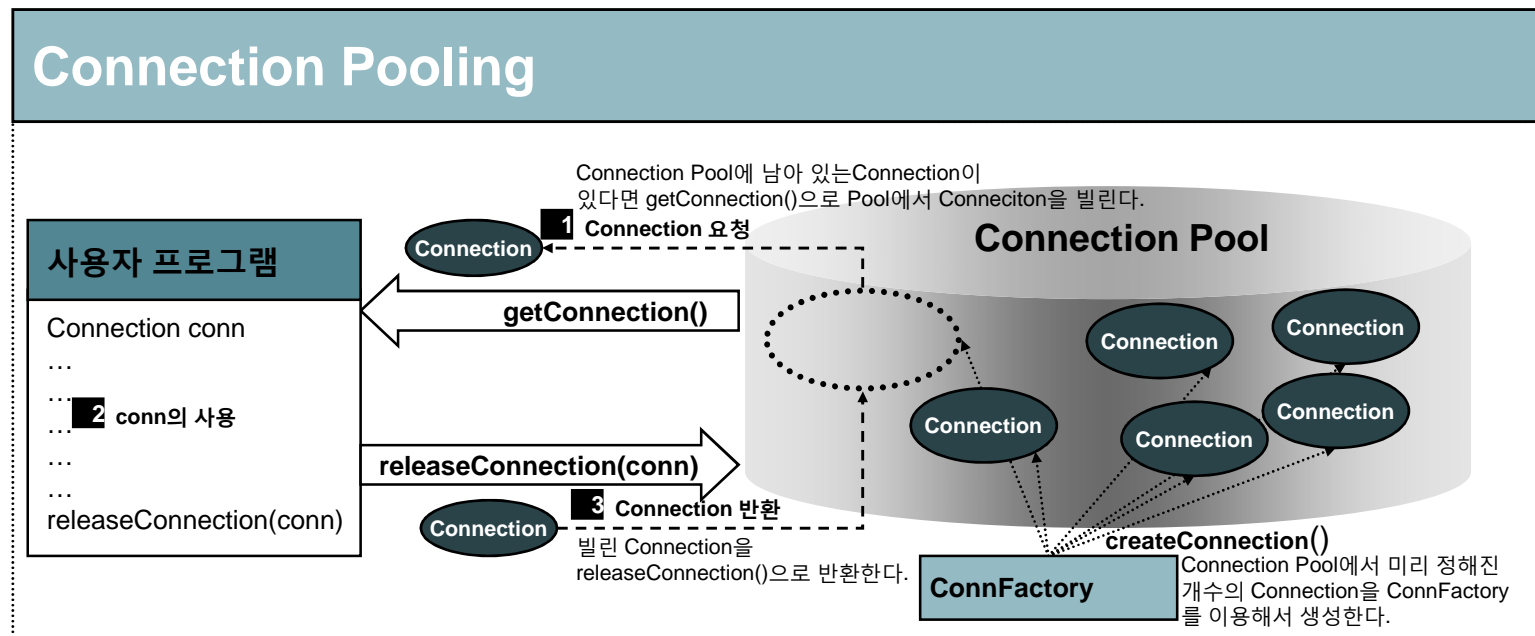 Connection Pooling
Connection Pool에 남아 있는Connection이
있다면 getConnection()으로 Pool에서 Conneciton을 빌린다.
1 Connection 요청
Connection
Connection Pool
사용자 프로그램
getConnection()
Connection conn
…
…
2 conn의 사용
…
…
…
releaseConnection(conn)
Connection
Connection
Connection
Connection
Connection
releaseConnection(conn)
3 Connection 반환
Connection
빌린 Connection을
releaseConnection()으로 반환한다.
createConnection()
ConnFactory
Connection Pool에서 미리 정해진
개수의 Connection을 ConnFactory
를 이용해서 생성한다.